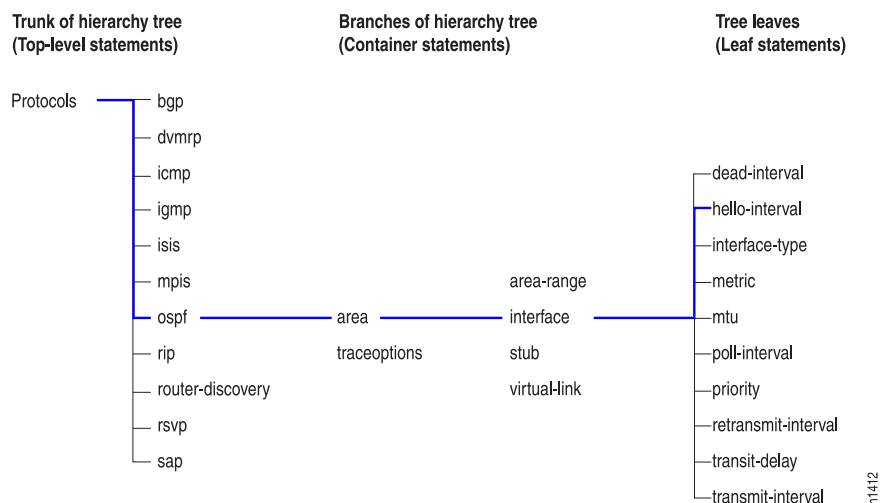 Trunk of hierarchy tree
(Top-level statements)
Branches of hierarchy tree
(Container statements)
Tree leaves
(Leaf statements)
Protocols
bgp
dvmrp
icmp
igmp
isis
mpis
ospf
rip
router-discovery
rsvp
sap
area
traceoptions
area-range
interface
stub
virtual-link
dead-interval
hello-interval
interface-type
metric
mtu
poll-interval
priority
retransmit-interval
transit-delay
transmit-interval